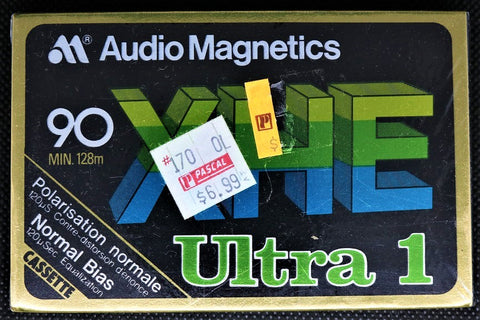 ® Audio Magnetics
90
MIN. 128m
XHE
P
$
#170 OL
P PASCAL
$6.99
Polarisation normale
120µS Contre-distorsion d'énonce
Normal Bias
120µSec Equalization
CASSETTE
Ultra 1